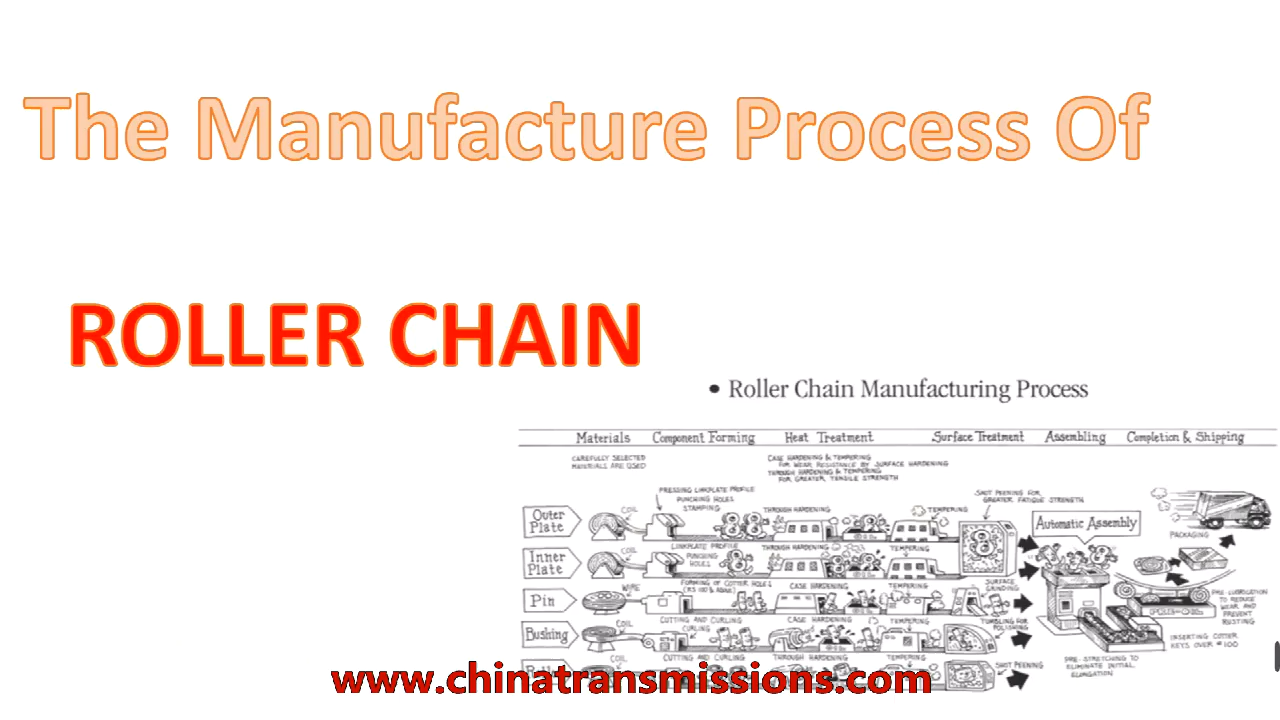 The Manufacture Process Of
ROLLER CHAIN
• Roller Chain Manufacturing Process
Materials Component Forming Heat Treatment Surface Treatment Assembling Completion & Shipping
CAREFULLY SELECTED
MATERIALS ARE USED
CASE HARDENING & TEMPERING
FOR WEAR RESISTANCE BY SURFACE HARDENING
THROUGH HARDENING & TEMPERING
FOR GREATER TENSILE STRENGTH
PRESSING LINKPLATE PROFILE
PUNCHING HOLES
STAMPING
SHOT PEENING FOR
GREATER FATIGUE STRENGTH
Outer
Plate
COIL
THROUGH HARDENING
TEMPERING
Automatic Assembly
PACKAGING
Inner
Plate
COIL
LINKPLATE PROFILE
PUNCHING
HOLES
THROUGH HARDENING
TEMPERING
Pin
WIRE
FORMING OF COTTER HOLES
CASE HARDENING
TEMPERING
SURFACE
GRINDING
PRE-LUBRICATION
TO REDUCE
WEAR AND
PREVENT
RUSTING
Bushing
COIL
CUTTING AND CURLING
CURLING
CASE HARDENING
TEMPERING
TUMBLING FOR
POLISHING
INSERTING COTTER
KEYS OVER #100
COIL
CUTTING AND CURLING
THROUGH HARDENING
TEMPERING
SHOT PEENING
PRE-STRETCHING TO
ELIMINATE INITIAL
ELONGATION
www.chinatransmissions.com